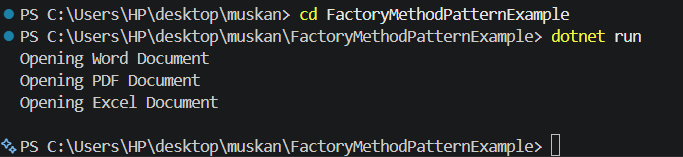 PS C:\Users\HP\desktop\muskan> cd FactoryMethodPatternExample
PS C:\Users\HP\desktop\muskan\FactoryMethodPatternExample> dotnet run
Opening Word Document
Opening PDF Document
Opening Excel Document
PS C:\Users\HP\desktop\muskan\FactoryMethodPatternExample>